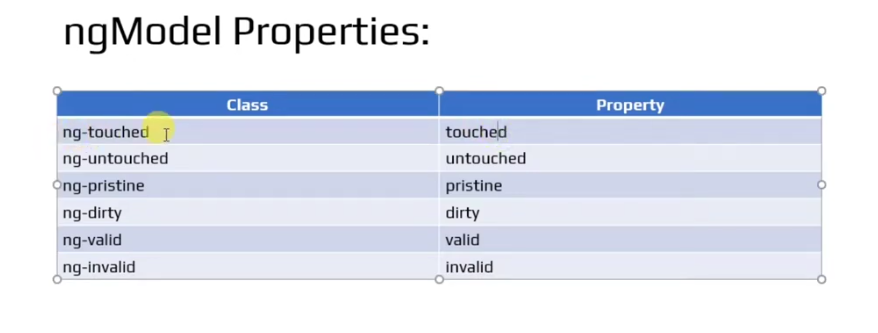 ngModel Properties:
Class Property
ng-touched touched
ng-untouched untouched
ng-pristine pristine
ng-dirty dirty
ng-valid valid
ng-invalid invalid